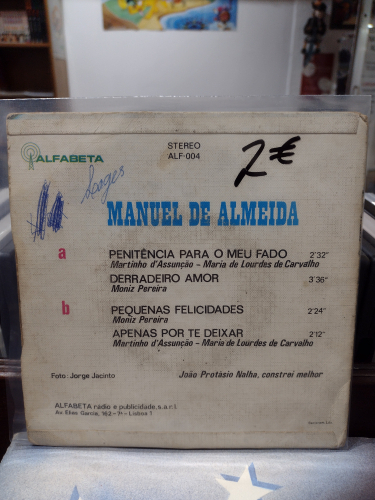 ALFABETA
STEREO
ALF-004
2€
MANUEL DE ALMEIDA
a
PENITÊNCIA PARA O MEU FADO 2'32"
Martinho d'Assunção - Maria de Lourdes de Carvalho
DERRADEIRO AMOR 3'36"
Moniz Pereira
b
PEQUENAS FELICIDADES 2'24"
Moniz Pereira
APENAS POR TE DEIXAR 2'12"
Martinho d'Assunção - Maria de Lourdes de Carvalho
Foto: Jorge Jacinto
João Protásio Nalha, constrói melhor
ALFABETA rádio e publicidade, s.a.r.l.
Av. Elias Garcia, 162-7º - Lisboa 1